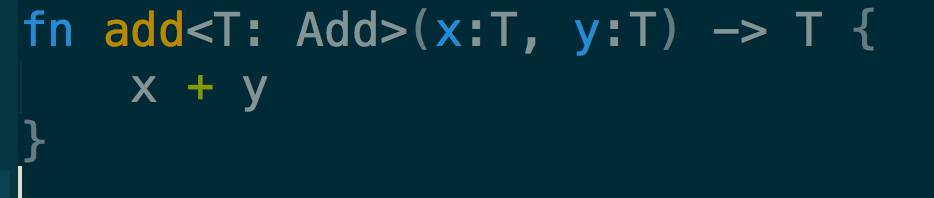 fn add<T: Add>(x:T, y:T) -> T {
    x + y
}